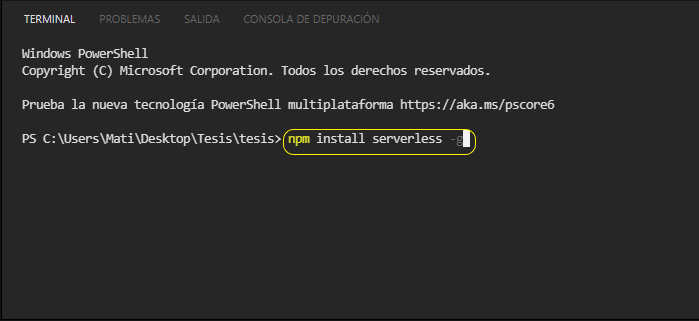 TERMINAL PROBLEMAS SALIDA CONSOLA DE DEPURACIÓN
Windows PowerShell
Copyright (C) Microsoft Corporation. Todos los derechos reservados.
Prueba la nueva tecnología PowerShell multiplataforma https://aka.ms/pscore6
PS C:\Users\Mati\Desktop\Tesis\tesis> npm install serverless -g